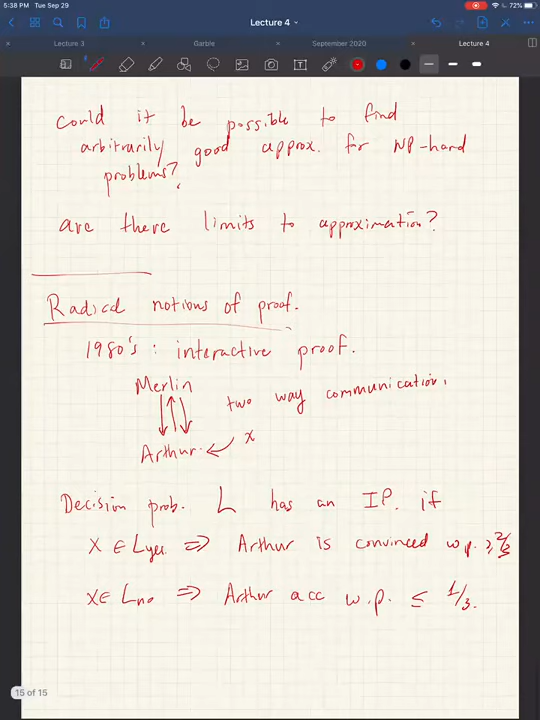 5:38 PM Tue Sep 29
72%
Lecture 4
Lecture 3
Garble
September 2020
Lecture 4
could it be possible to find
arbitrarily good approx. for NP-hard
problems?
are there limits to approximation?
Radical notions of proof.
1980's: interactive proof.
Merlin
two way communication.
x
Arthur
Decision prob. L has an IP. if
x ∈ Lyes ⇒ Arthur is convinced w.p. ≥ 2/3
x ∈ Lno ⇒ Arthur acc w.p. ≤ 1/3.
15 of 15